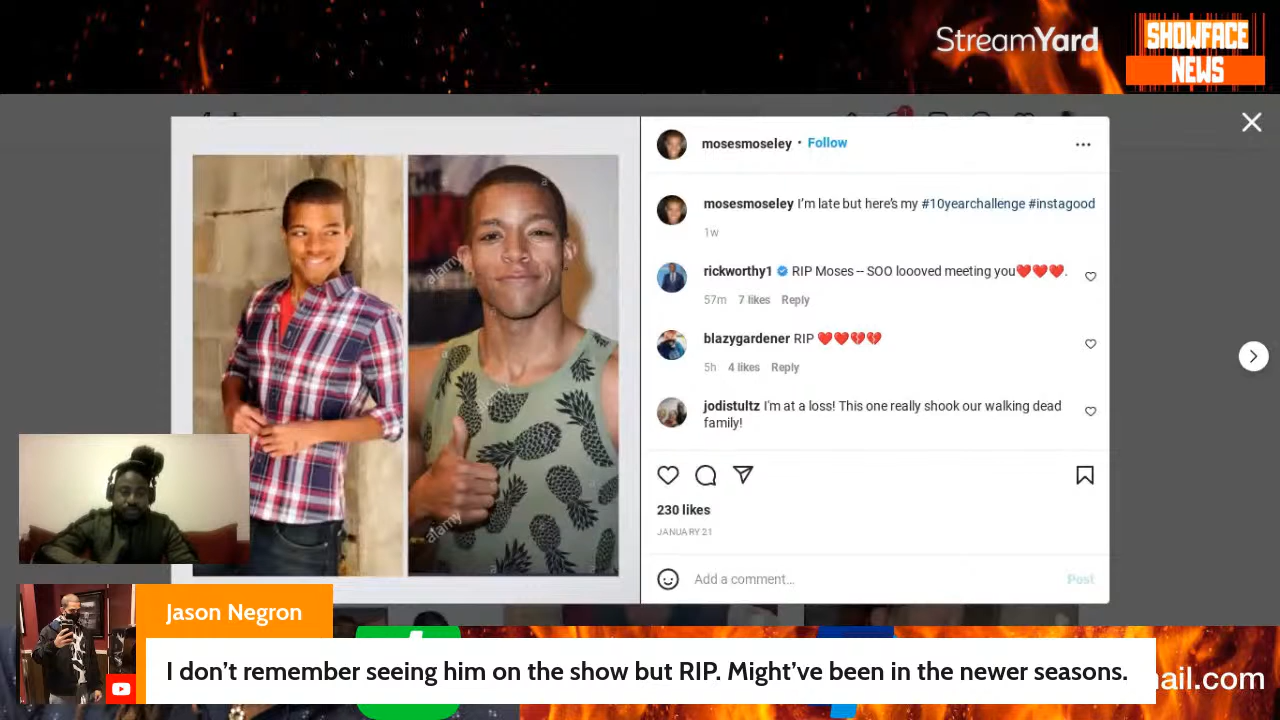 StreamYard
SHOWFACE
NEWS
mosesmoseley • Follow
mosesmoseley I'm late but here's my #10yearchallenge #instagood
1w
rickworthy1 RIP Moses -- SOO loooved meeting you❤️❤️❤️.
57m 7 likes Reply
blazygardener RIP ❤️❤️💔💔
5h 4 likes Reply
jodistultz I'm at a loss! This one really shook our walking dead
family!
230 likes
JANUARY 21
Add a comment...
Post
alamy
alamy
alamy
a
a
Jason Negron
I don't remember seeing him on the show but RIP. Might've been in the newer seasons.
ail.com